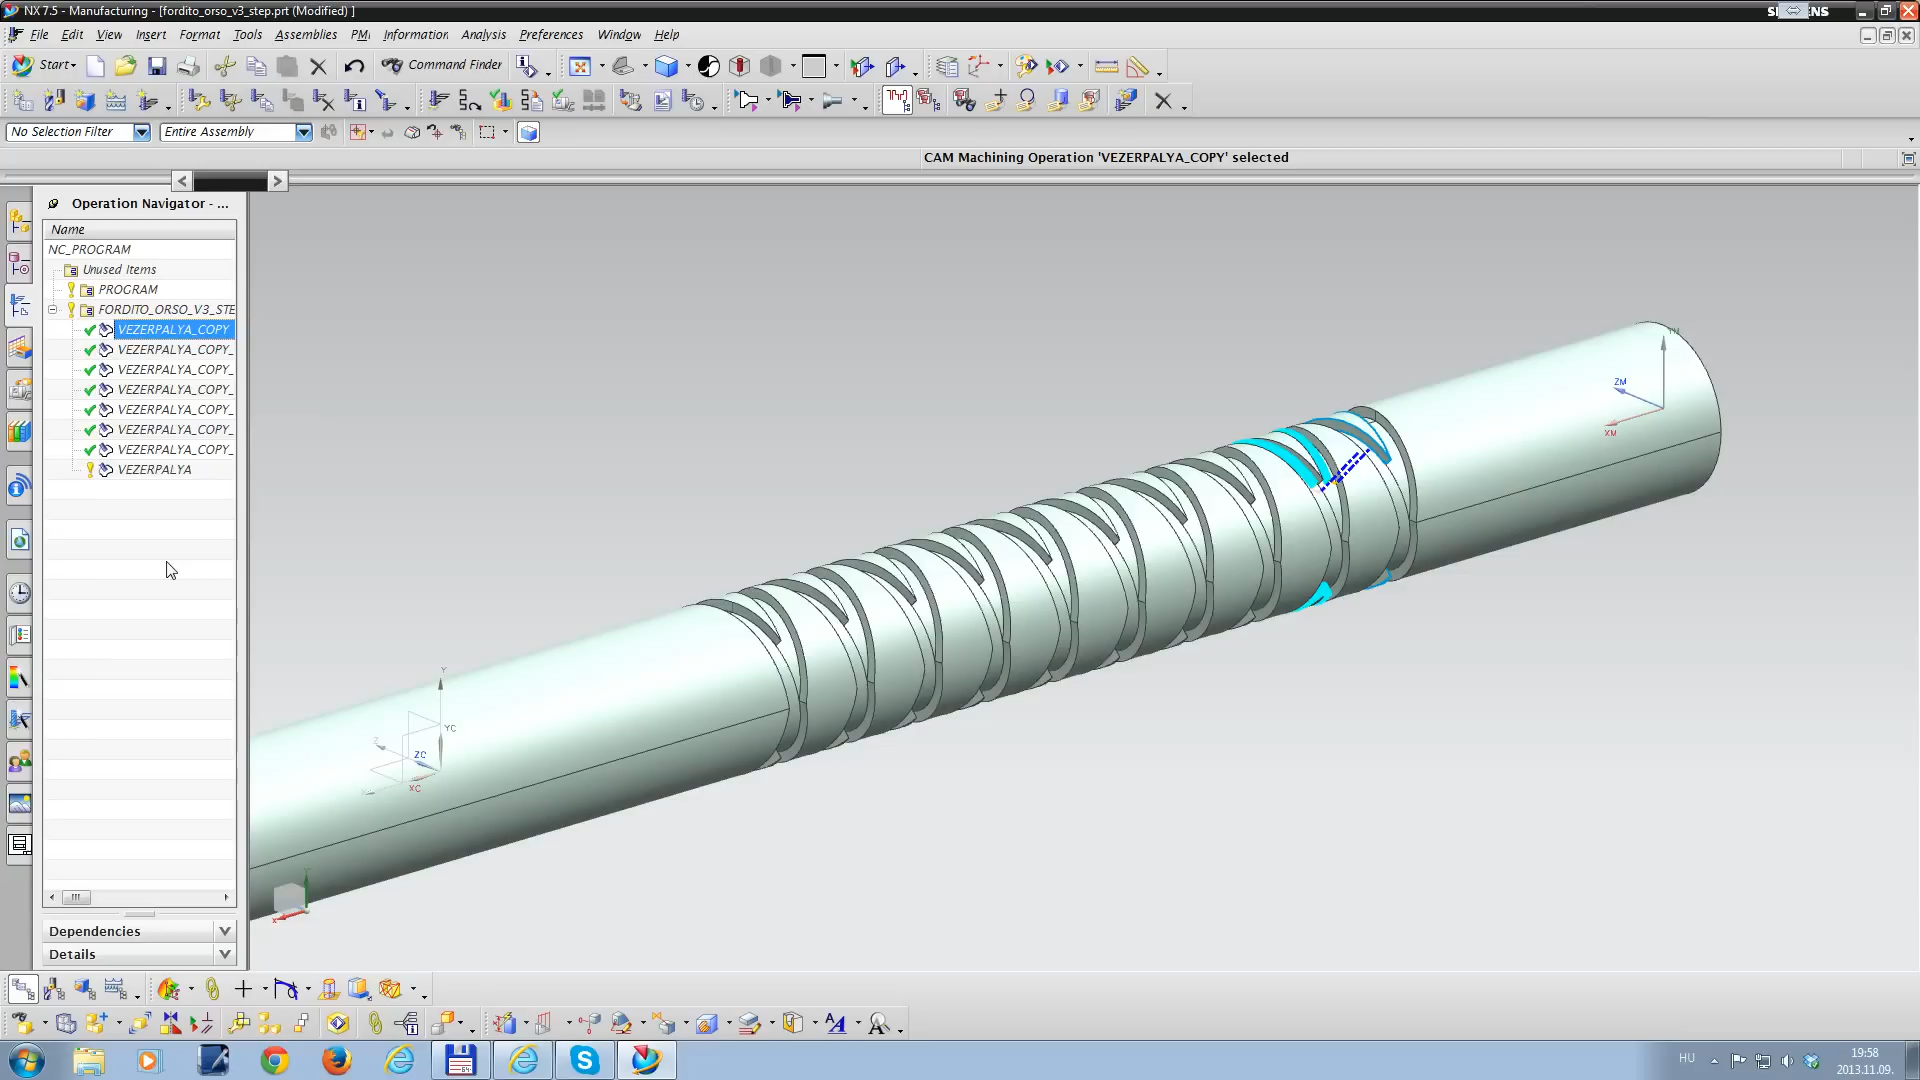 NX 7.5 - Manufacturing - [fordito_orso_v3_step.prt (Modified) ]
File Edit View Insert Format Tools Assemblies PMI Information Analysis Preferences Window Help
Start Command Finder
No Selection Filter Entire Assembly
CAM Machining Operation 'VEZERPALYA_COPY' selected
Operation Navigator - ...
Name
NC_PROGRAM
Unused Items
PROGRAM
FORDITO_ORSO_V3_STE
VEZERPALYA_COPY
VEZERPALYA_COPY_
VEZERPALYA_COPY_
VEZERPALYA_COPY_
VEZERPALYA_COPY_
VEZERPALYA_COPY_
VEZERPALYA_COPY_
VEZERPALYA
YM
ZM
XM
Y
YC
Z
ZC
XC
X
Dependencies
Details
HU
19:58
2013.11.09.